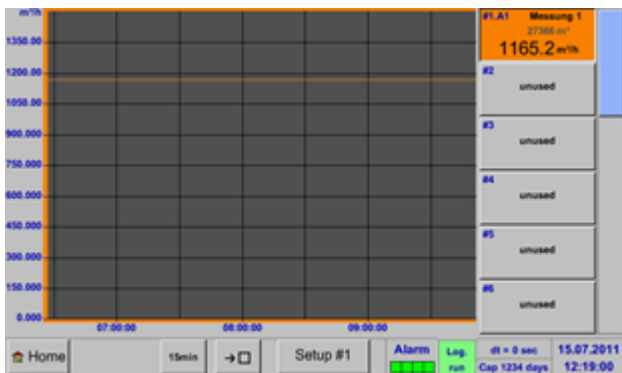 m³/h
1350.00
1200.00
1050.00
900.000
750.000
600.000
450.000
300.000
150.000
0.000
07:00:00 08:00:00 09:00:00
#1.A1 Messung 1
27366 m³
1165.2 m³/h
#2
unused
#3
unused
#4
unused
#5
unused
#6
unused
Home
15min
Setup #1
Alarm
Log.
run
dt = 0 sec
Cap 1234 days
15.07.2011
12:19:00